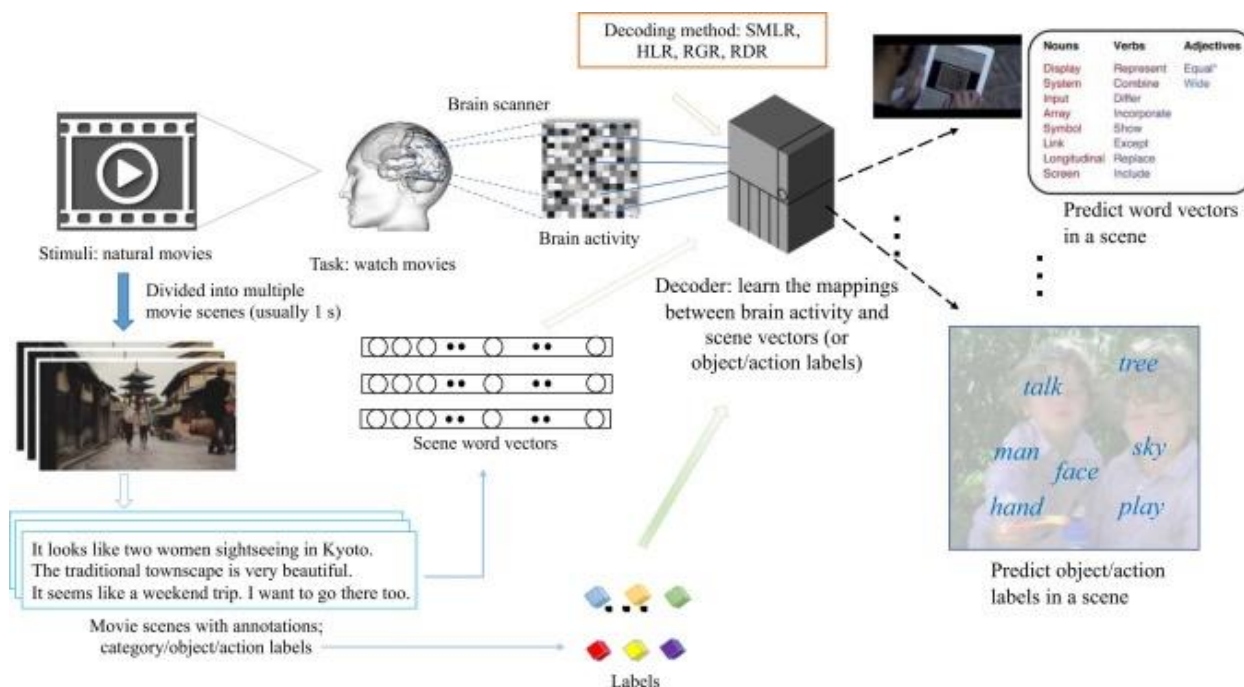 Decoding method: SMLR,
HLR, RGR, RDR
Brain scanner
Stimuli: natural movies
Task: watch movies
Brain activity
Divided into multiple
movie scenes (usually 1 s)
Decoder: learn the mappings
between brain activity and
scene vectors (or
object/action labels)
Nouns Verbs Adjectives
Display Represent Equal*
System Combine Wide
Input Differ
Array Incorporate
Symbol Show
Link Except
Longitudinal Replace
Screen Include
Predict word vectors
in a scene
Scene word vectors
It looks like two women sightseeing in Kyoto.
The traditional townscape is very beautiful.
It seems like a weekend trip. I want to go there too.
Movie scenes with annotations;
category/object/action labels
Labels
talk tree
man sky
face
hand play
Predict object/action
labels in a scene